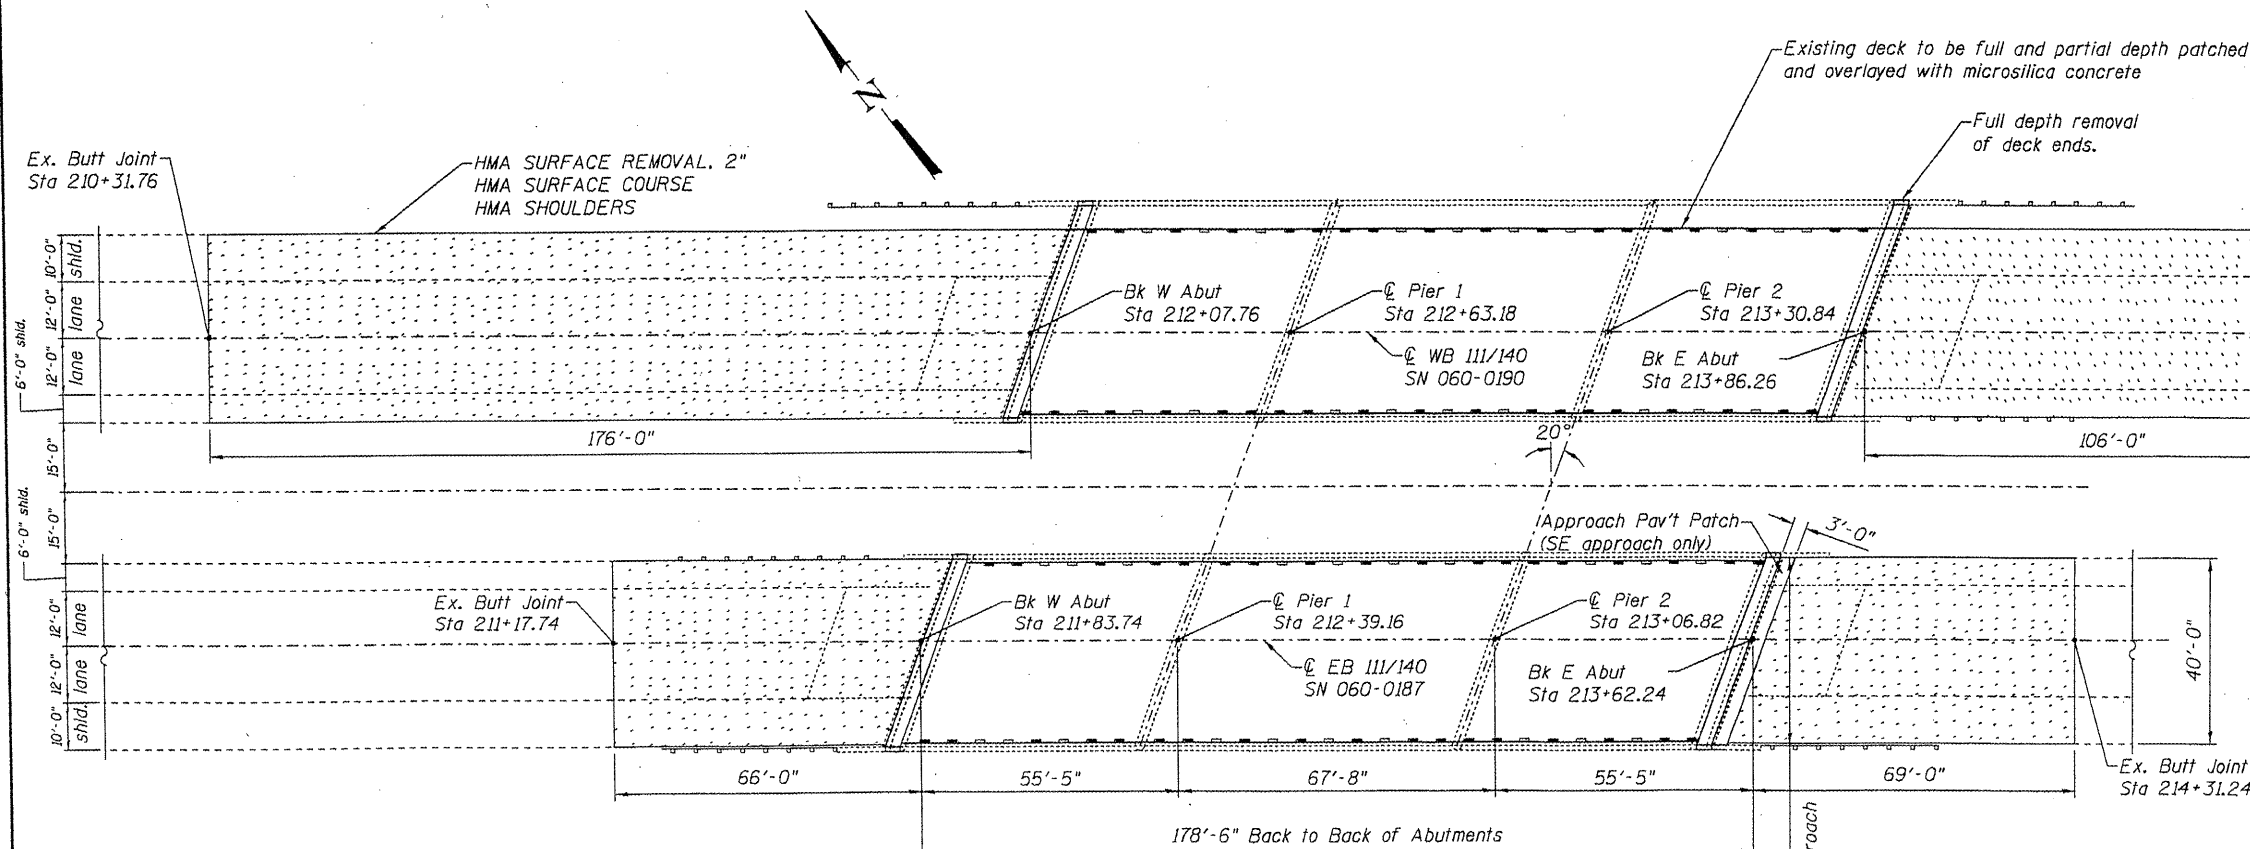 Existing deck to be full and partial depth patched
and overlayed with microsilica concrete
N
Full depth removal
of deck ends.
Ex. Butt Joint
Sta 210+31.76
HMA SURFACE REMOVAL, 2"
HMA SURFACE COURSE
HMA SHOULDERS
10'-0" shld.
12'-0" lane
12'-0" lane
6'-0" shld.
15'-0"
Bk W Abut
Sta 212+07.76
℄ Pier 1
Sta 212+63.18
℄ Pier 2
Sta 213+30.84
℄ WB 111/140
SN 060-0190
Bk E Abut
Sta 213+86.26
176'-0"
20°
106'-0"
6'-0" shld.
15'-0"
12'-0" lane
12'-0" lane
10'-0" shld.
Approach Pav't Patch
(SE approach only)
3'-0"
Ex. Butt Joint
Sta 211+17.74
Bk W Abut
Sta 211+83.74
℄ Pier 1
Sta 212+39.16
℄ Pier 2
Sta 213+06.82
℄ EB 111/140
SN 060-0187
Bk E Abut
Sta 213+62.24
40'-0"
66'-0"
55'-5"
67'-8"
55'-5"
69'-0"
Ex. Butt Joint
Sta 214+31.24
178'-6" Back to Back of Abutments
roach